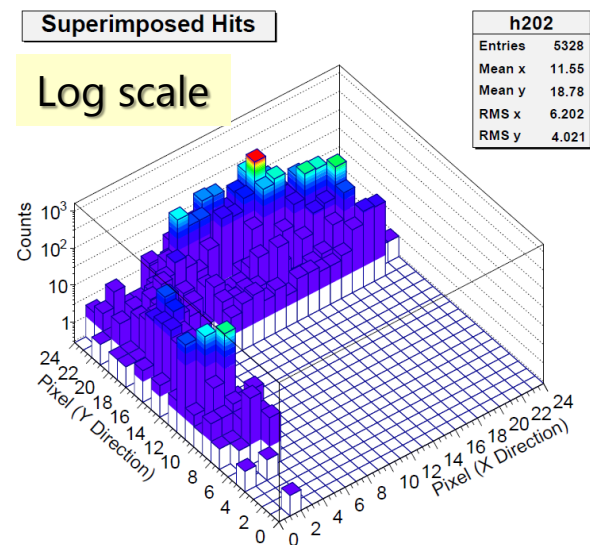 Superimposed Hits
h202
Entries 5328
Mean x 11.55
Mean y 18.78
RMS x 6.202
RMS y 4.021
Log scale
Counts
10³
10²
10
1
24
22
20
18
16
14
12
10
8
6
4
2
0
Pixel (Y Direction)
0
2
4
6
8
10
12
14
16
18
20
22
24
Pixel (X Direction)